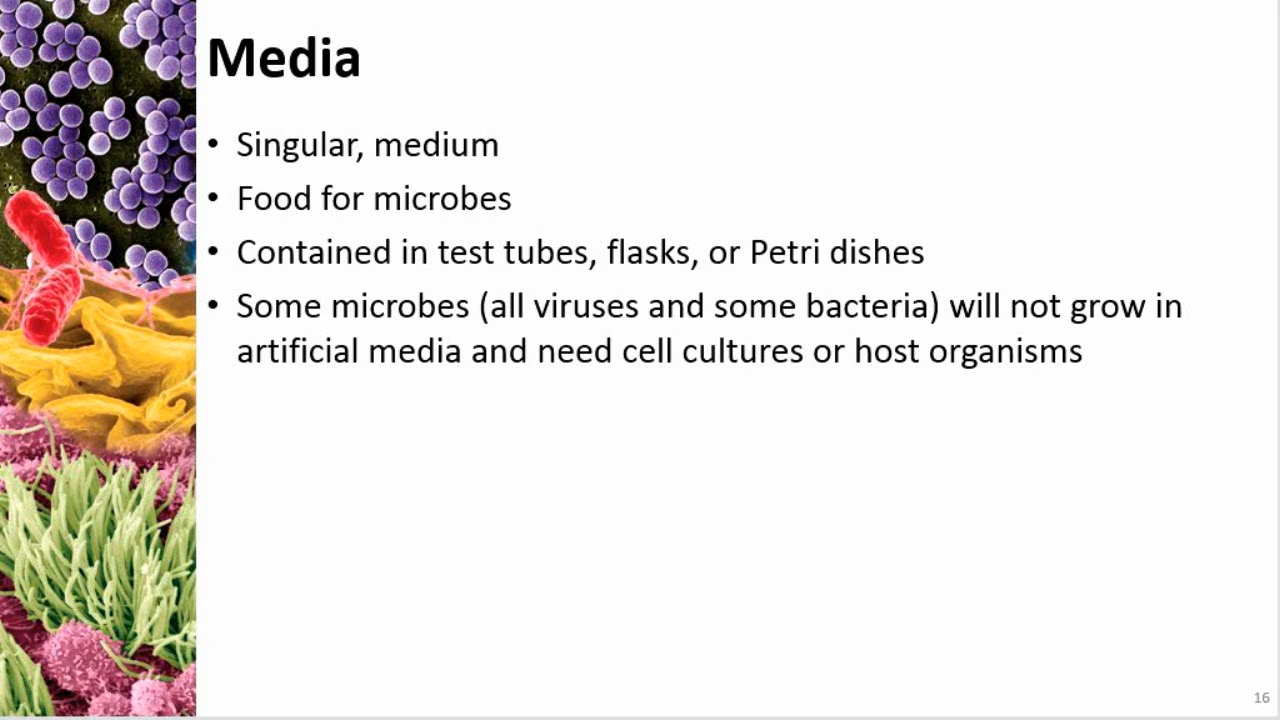 Media
• Singular, medium
• Food for microbes
• Contained in test tubes, flasks, or Petri dishes
• Some microbes (all viruses and some bacteria) will not grow in
artificial media and need cell cultures or host organisms
16